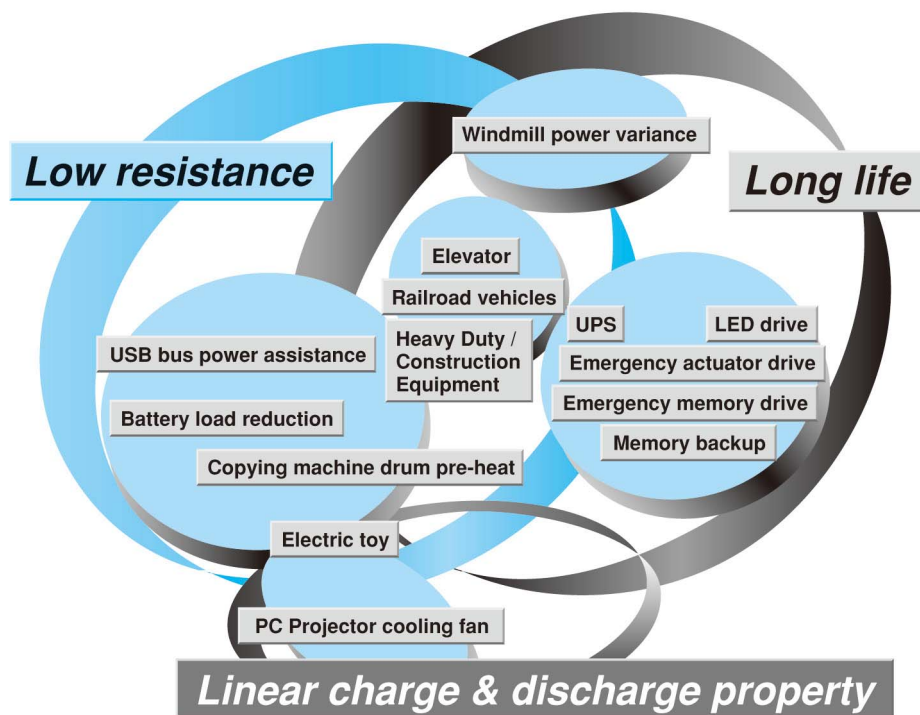 Windmill power variance
Low resistance
Long life
Elevator
Railroad vehicles
Heavy Duty /
Construction
Equipment
UPS
LED drive
USB bus power assistance
Emergency actuator drive
Battery load reduction
Emergency memory drive
Memory backup
Copying machine drum pre-heat
Electric toy
PC Projector cooling fan
Linear charge & discharge property